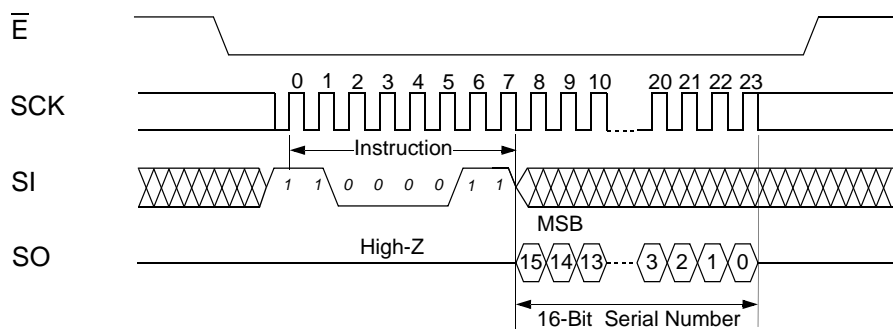 E
SCK
0 1 2 3 4 5 6 7 8 9 10 20 21 22 23
Instruction
SI
1 1 0 0 0 0 1 1
MSB
SO
High-Z
15 14 13 3 2 1 0
16-Bit Serial Number